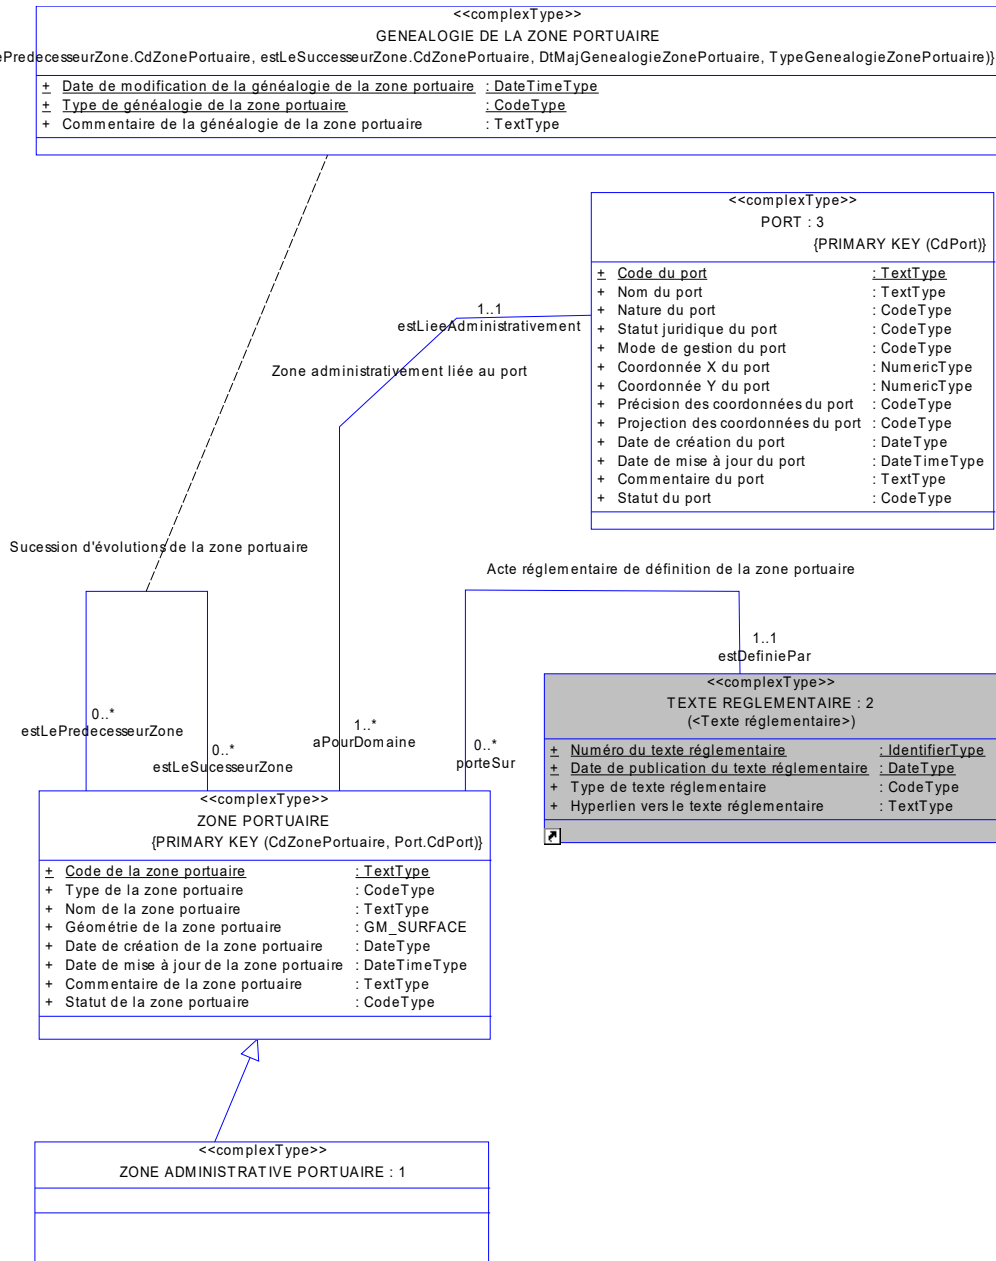 <<complexType>>
GENEALOGIE DE LA ZONE PORTUAIRE
ePredecesseurZone.CdZonePortuaire, estLeSuccesseurZone.CdZonePortuaire, DtMajGenealogieZonePortuaire, TypeGenealogieZonePortuaire)}
+ Date de modification de la généalogie de la zone portuaire : DateTimeType
+ Type de généalogie de la zone portuaire : CodeType
+ Commentaire de la généalogie de la zone portuaire : TextType
<<complexType>>
PORT : 3
{PRIMARY KEY (CdPort)}
+ Code du port : TextType
+ Nom du port : TextType
+ Nature du port : CodeType
+ Statut juridique du port : CodeType
+ Mode de gestion du port : CodeType
+ Coordonnée X du port : NumericType
+ Coordonnée Y du port : NumericType
+ Précision des coordonnées du port : CodeType
+ Projection des coordonnées du port : CodeType
+ Date de création du port : DateType
+ Date de mise à jour du port : DateTimeType
+ Commentaire du port : TextType
+ Statut du port : CodeType
1..1
estLieeAdministrativement
Zone administrativement liée au port
Sucession d'évolutions de la zone portuaire
Acte réglementaire de définition de la zone portuaire
1..1
estDefiniePar
<<complexType>>
TEXTE REGLEMENTAIRE : 2
(<Texte réglementaire>)
+ Numéro du texte réglementaire : IdentifierType
+ Date de publication du texte réglementaire : DateType
+ Type de texte réglementaire : CodeType
+ Hyperlien vers le texte réglementaire : TextType
0..*
estLePredecesseurZone
0..*
estLeSucesseurZone
1..*
aPourDomaine
0..*
porteSur
<<complexType>>
ZONE PORTUAIRE
{PRIMARY KEY (CdZonePortuaire, Port.CdPort)}
+ Code de la zone portuaire : TextType
+ Type de la zone portuaire : CodeType
+ Nom de la zone portuaire : TextType
+ Géométrie de la zone portuaire : GM_SURFACE
+ Date de création de la zone portuaire : DateType
+ Date de mise à jour de la zone portuaire : DateTimeType
+ Commentaire de la zone portuaire : TextType
+ Statut de la zone portuaire : CodeType
<<complexType>>
ZONE ADMINISTRATIVE PORTUAIRE : 1